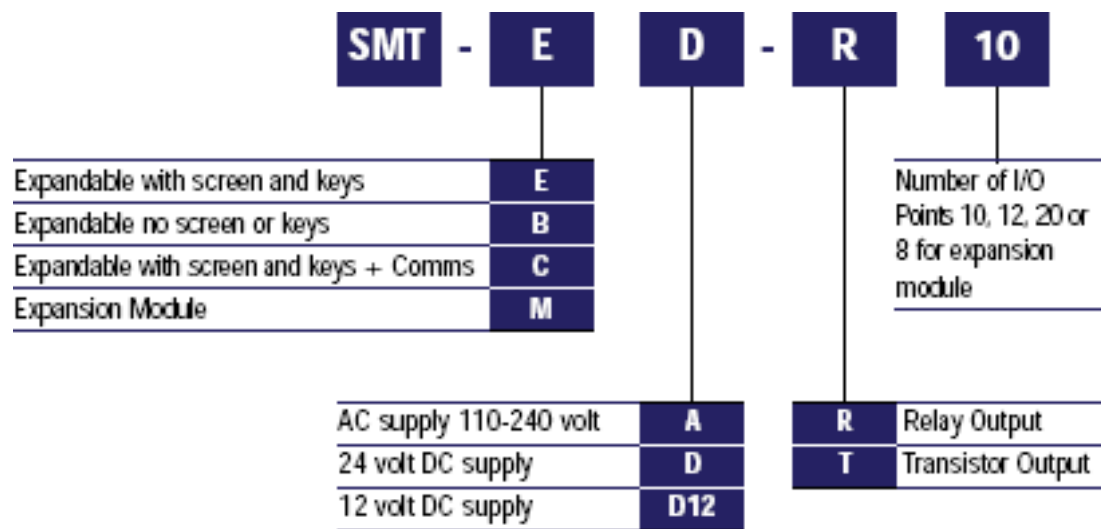 SMT - E D - R 10
Expandable with screen and keys E
Expandable no screen or keys B
Expandable with screen and keys + Comms C
Expansion Module M
Number of I/O
Points 10, 12, 20 or
8 for expansion
module
AC supply 110-240 volt A
24 volt DC supply D
12 volt DC supply D12
R Relay Output
T Transistor Output